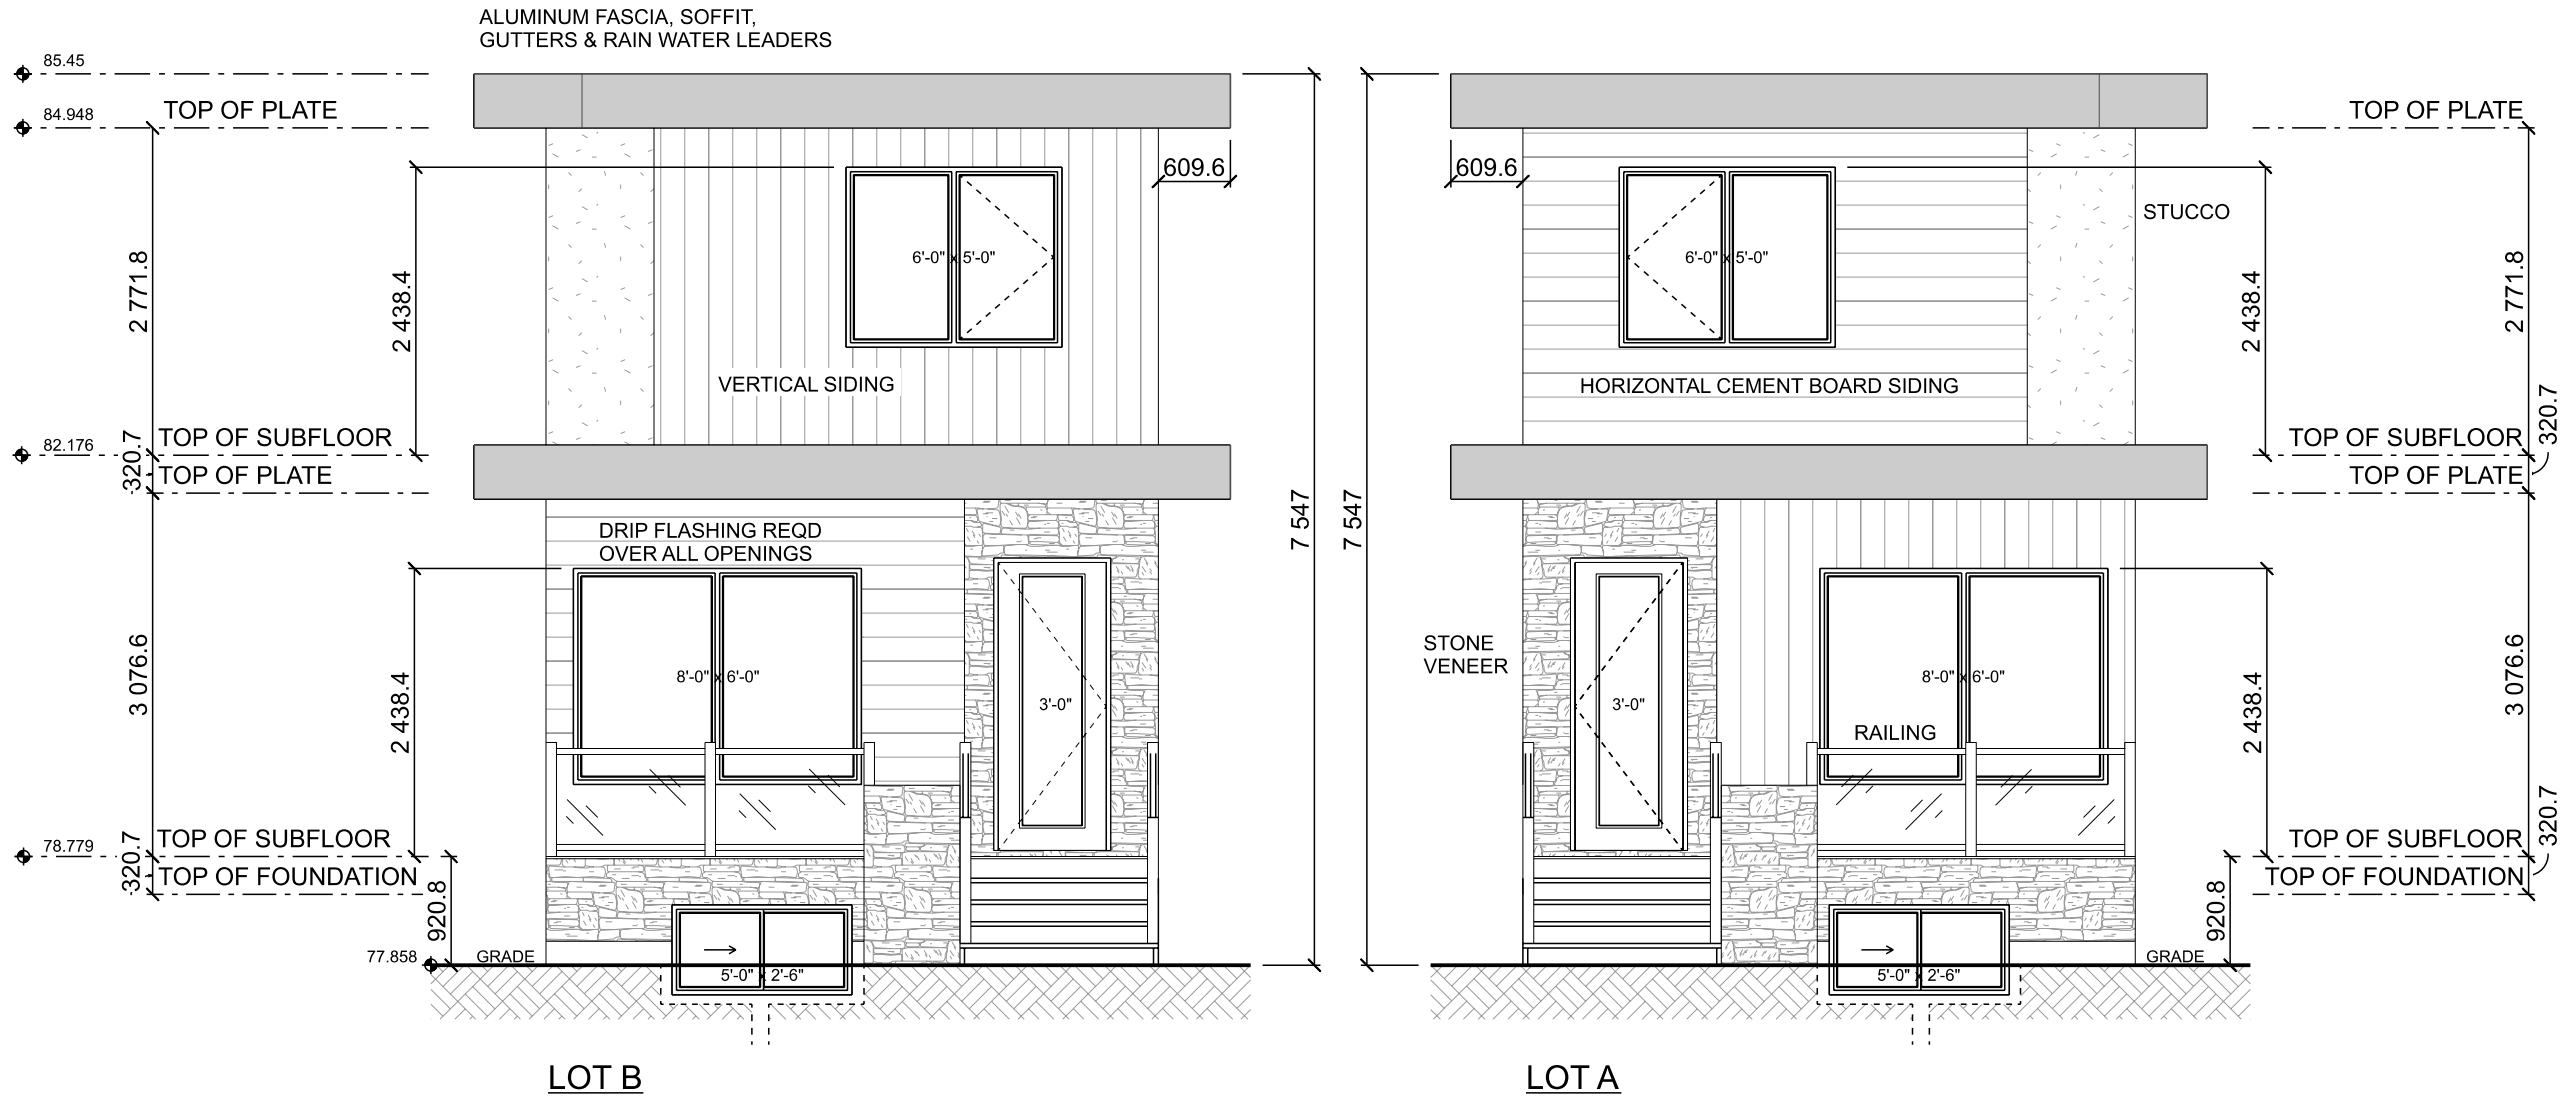 ALUMINUM FASCIA, SOFFIT,
GUTTERS & RAIN WATER LEADERS
85.45
84.948
TOP OF PLATE
2 771.8
2 438.4
609.6
6'-0" x 5'-0"
VERTICAL SIDING
82.176
TOP OF SUBFLOOR
320.7
TOP OF PLATE
DRIP FLASHING REQD
OVER ALL OPENINGS
3 076.6
2 438.4
8'-0" x 6'-0"
3'-0"
78.779
TOP OF SUBFLOOR
320.7
TOP OF FOUNDATION
920.8
77.858
GRADE
5'-0" x 2'-6"
7 547
LOT B
7 547
609.6
TOP OF PLATE
STUCCO
6'-0" x 5'-0"
2 438.4
2 771.8
HORIZONTAL CEMENT BOARD SIDING
TOP OF SUBFLOOR
320.7
TOP OF PLATE
STONE
VENEER
3'-0"
8'-0" x 6'-0"
RAILING
2 438.4
3 076.6
TOP OF SUBFLOOR
320.7
TOP OF FOUNDATION
920.8
GRADE
5'-0" x 2'-6"
LOT A